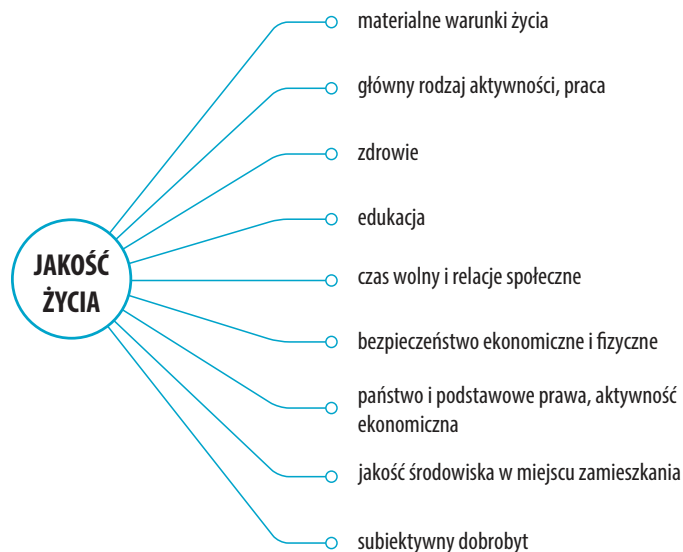 materialne warunki życia
główny rodzaj aktywności, praca
zdrowie
edukacja
JAKOŚĆ
ŻYCIA
czas wolny i relacje społeczne
bezpieczeństwo ekonomiczne i fizyczne
państwo i podstawowe prawa, aktywność
ekonomiczna
jakość środowiska w miejscu zamieszkania
subiektywny dobrobyt